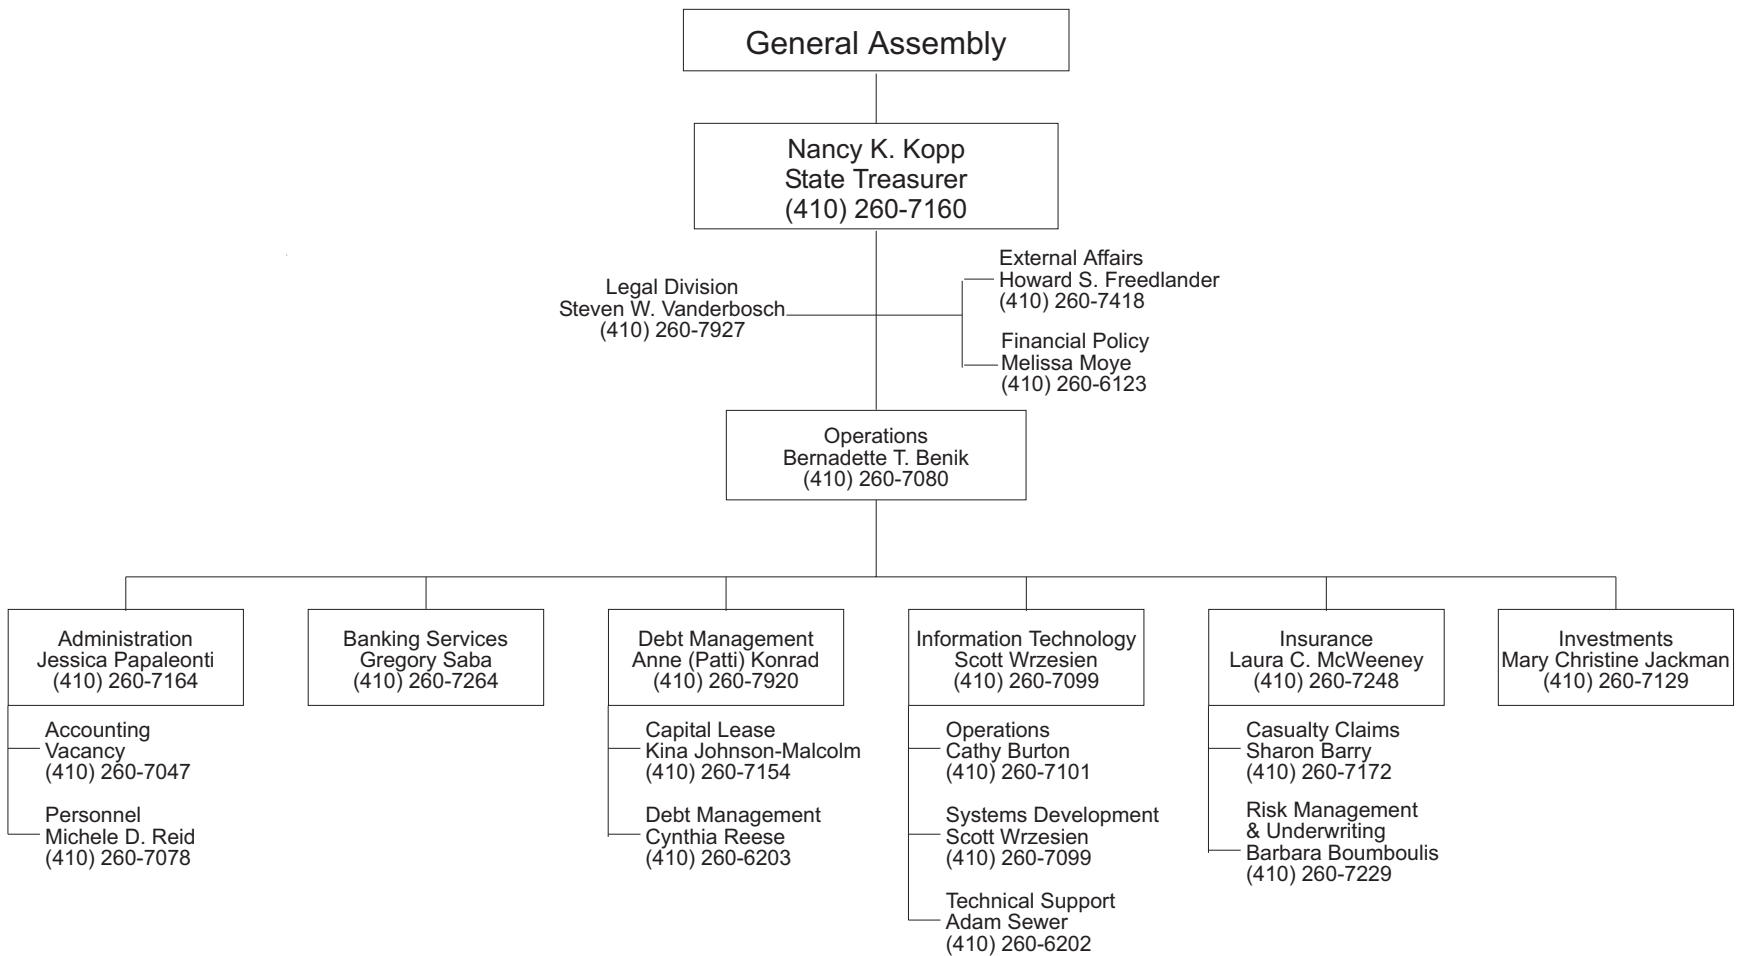 General Assembly
Nancy K. Kopp
State Treasurer
(410) 260-7160
Legal Division
Steven W. Vanderbosch
(410) 260-7927
External Affairs
Howard S. Freedlander
(410) 260-7418
Financial Policy
Melissa Moye
(410) 260-6123
Operations
Bernadette T. Benik
(410) 260-7080
Administration
Jessica Papaleonti
(410) 260-7164
Accounting
Vacancy
(410) 260-7047
Personnel
Michele D. Reid
(410) 260-7078
Banking Services
Gregory Saba
(410) 260-7264
Debt Management
Anne (Patti) Konrad
(410) 260-7920
Capital Lease
Kina Johnson-Malcolm
(410) 260-7154
Debt Management
Cynthia Reese
(410) 260-6203
Information Technology
Scott Wrzesien
(410) 260-7099
Operations
Cathy Burton
(410) 260-7101
Systems Development
Scott Wrzesien
(410) 260-7099
Technical Support
Adam Sewer
(410) 260-6202
Insurance
Laura C. McWeeney
(410) 260-7248
Casualty Claims
Sharon Barry
(410) 260-7172
Risk Management
& Underwriting
Barbara Boumboulis
(410) 260-7229
Investments
Mary Christine Jackman
(410) 260-7129